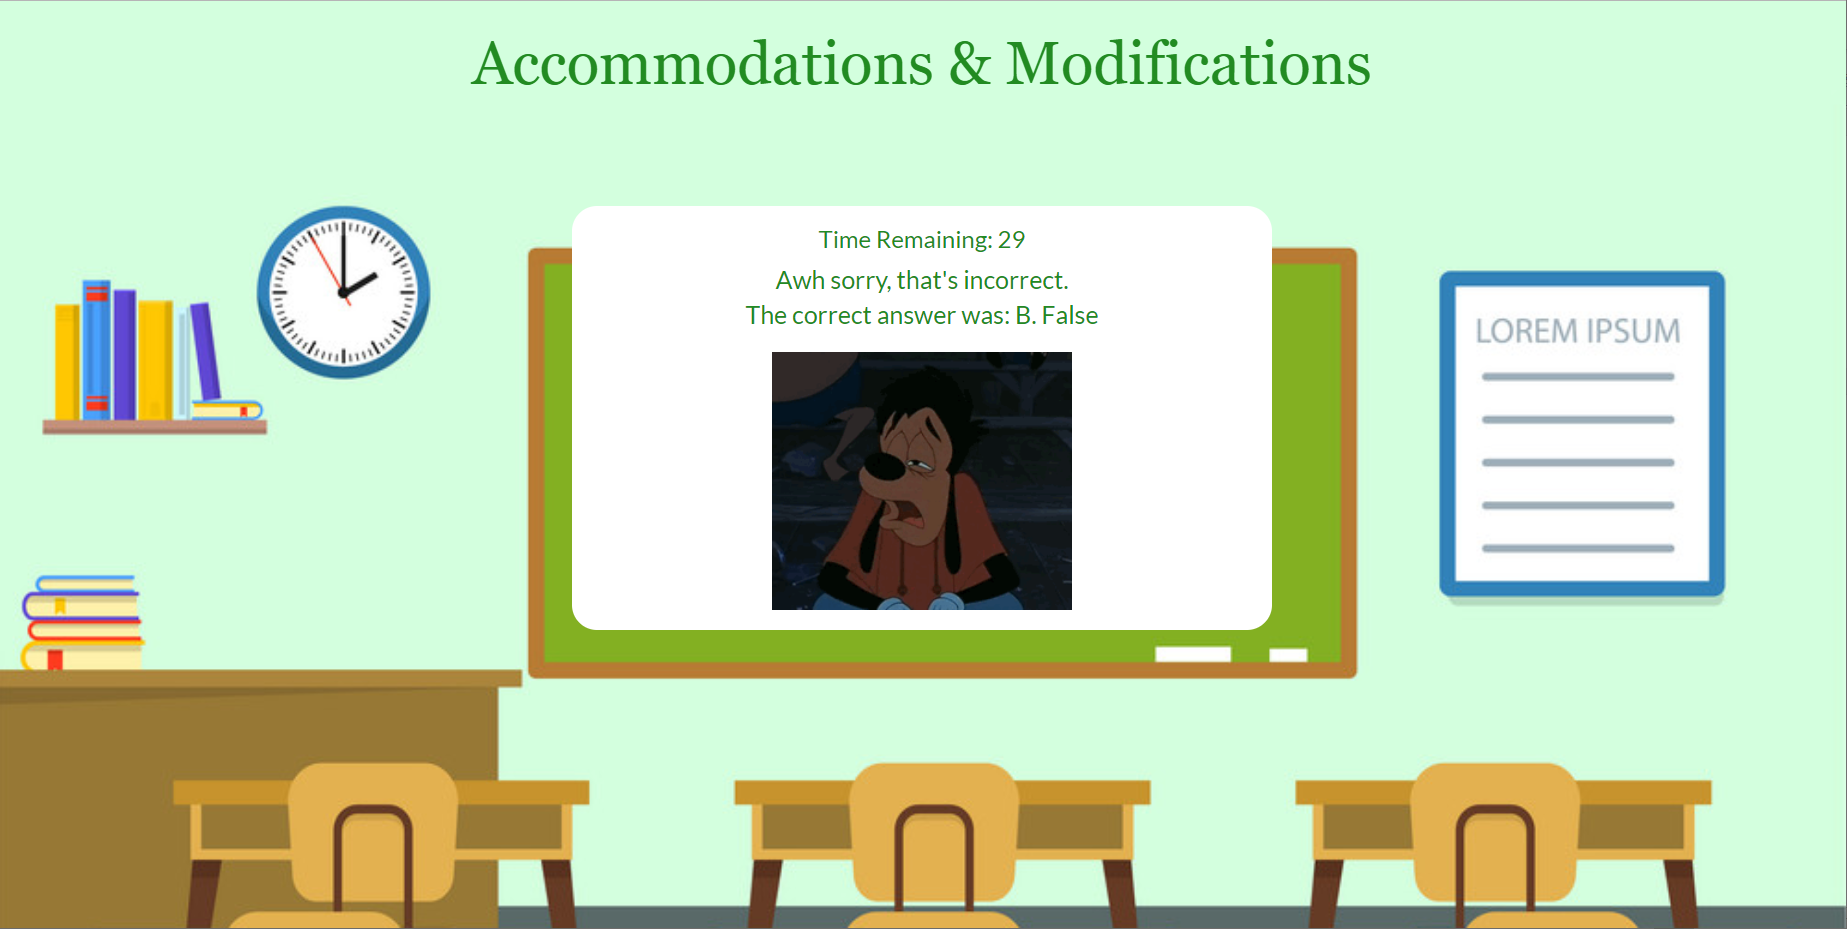 Accommodations & Modifications
Time Remaining: 29
Awh sorry, that's incorrect.
The correct answer was: B. False
LOREM IPSUM